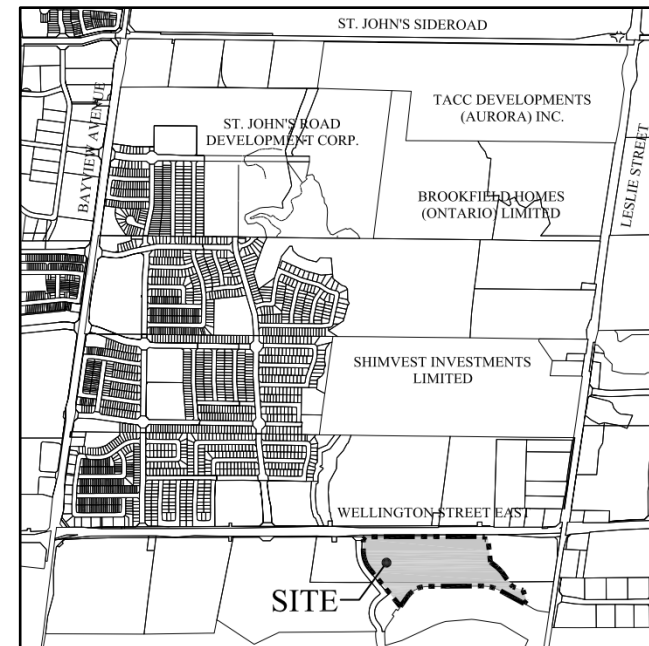 ST. JOHN'S SIDEROAD
BAYVIEW AVENUE
TACC DEVELOPMENTS
(AURORA) INC.
ST. JOHN'S ROAD
DEVELOPMENT CORP.
LESLIE STREET
BROOKFIELD HOMES
(ONTARIO) LIMITED
SHIMVEST INVESTMENTS
LIMITED
WELLINGTON STREET EAST
SITE